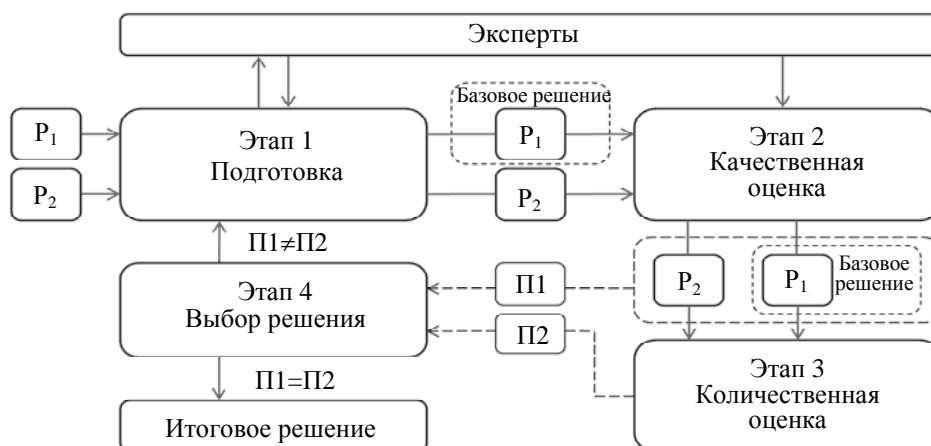 Эксперты
Базовое решение
P₁
Этап 1
Подготовка
P₁
Этап 2
Качественная
оценка
P₂
P₂
П1≠П2
Этап 4
Выбор решения
П1
P₂
P₁
Базовое
решение
П2
П1=П2
Этап 3
Количественная
оценка
Итоговое решение